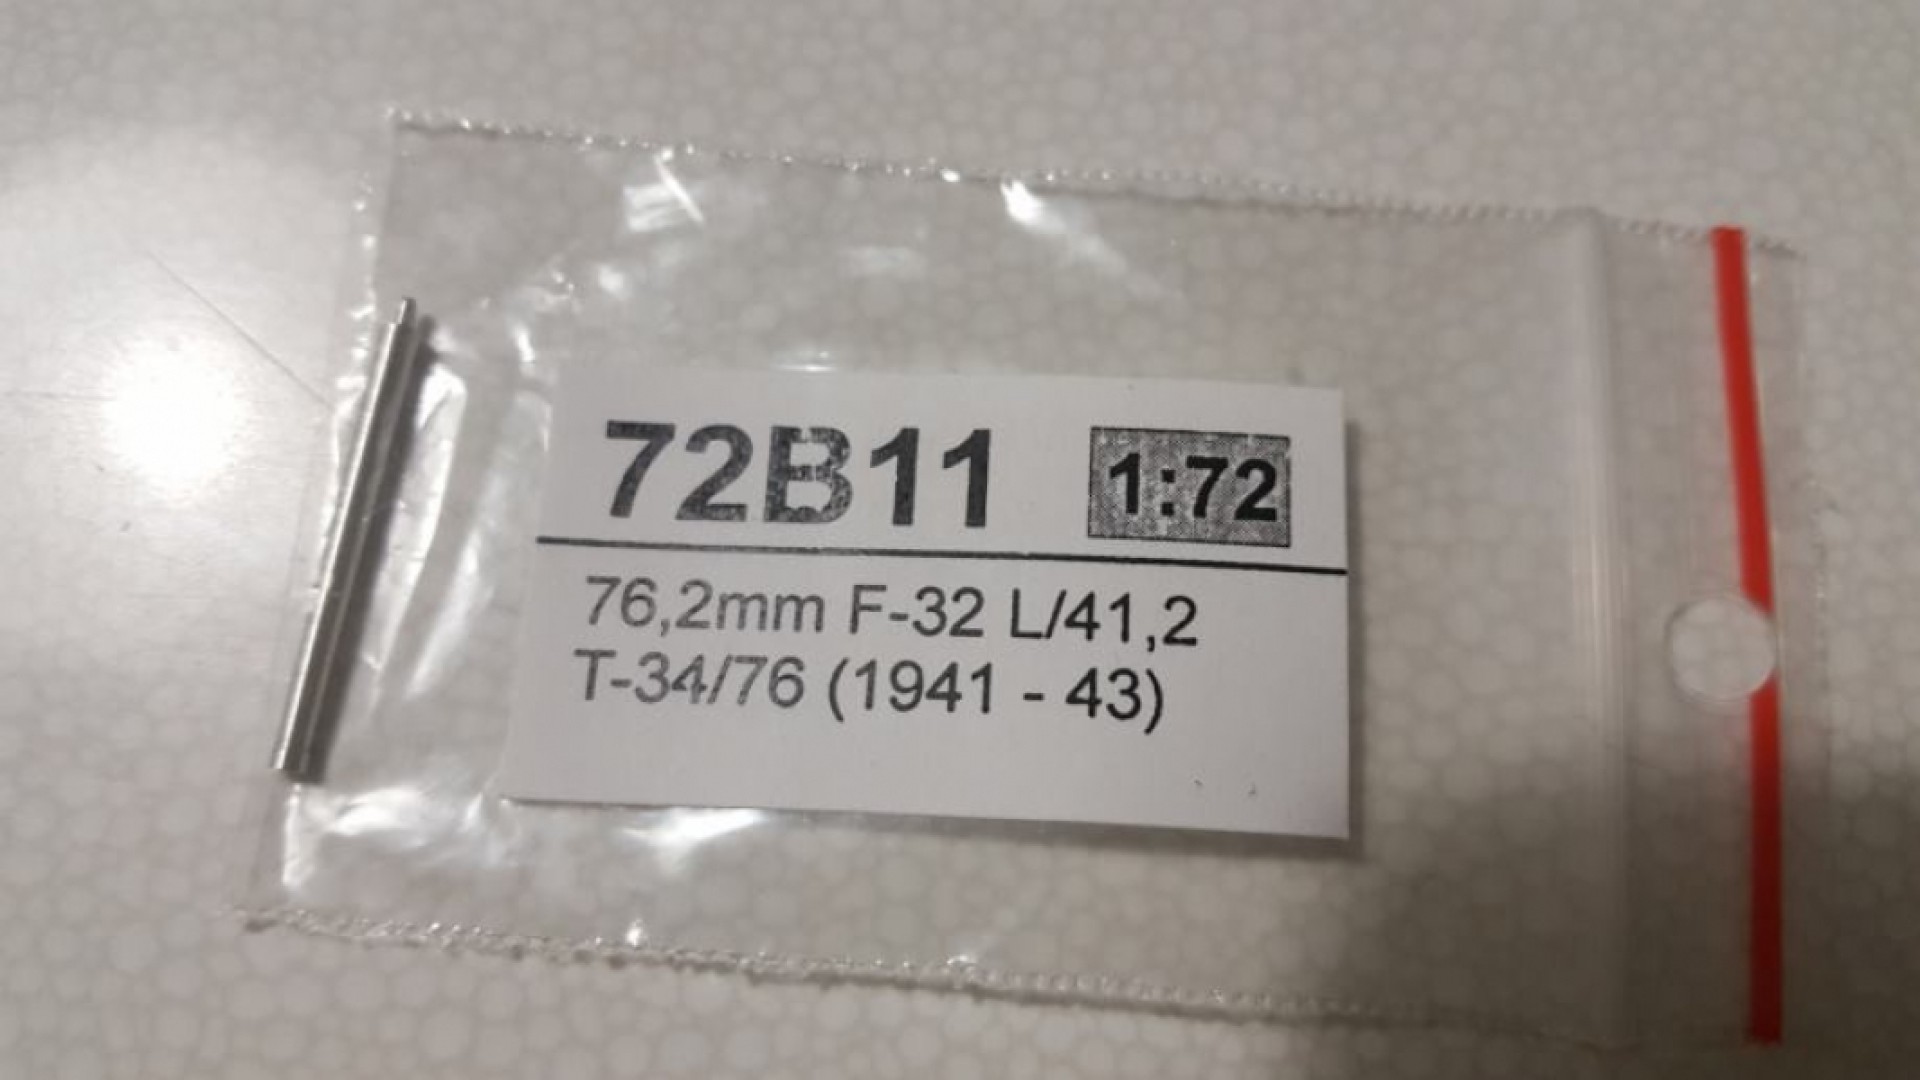 72B11 1:72
76,2mm F-32 L/41,2
T-34/76 (1941 - 43)